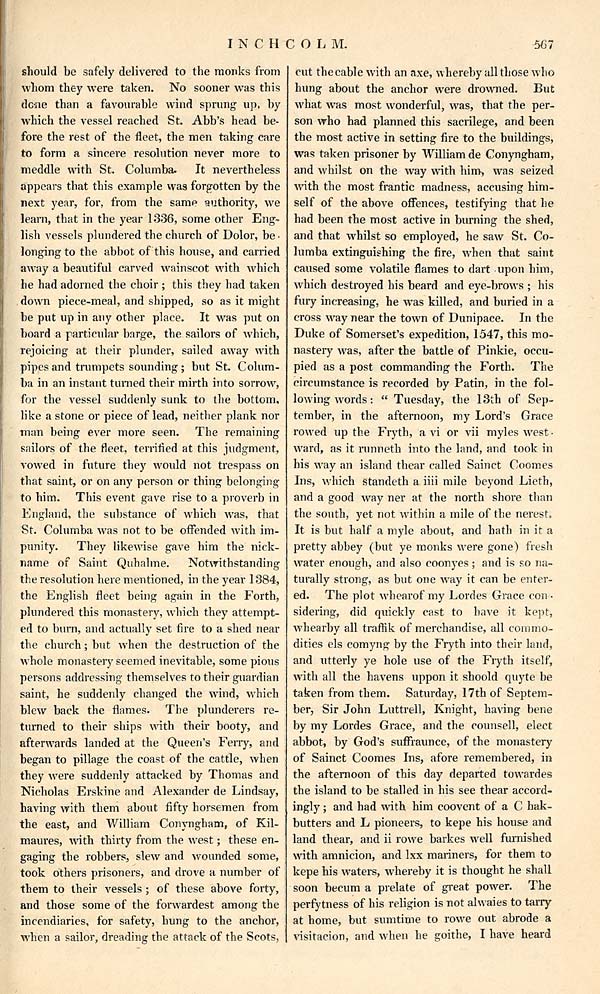 INCHCOLM.
567
should be safely delivered to the monks from
whom they were taken. No sooner was this
done than a favourable wind sprung up, by
which the vessel reached St. Abb's head be-
fore the rest of the fleet, the men taking care
to form a sincere resolution never more to
meddle with St. Columba. It nevertheless
appears that this example was forgotten by the
next year, for, from the same authority, we
learn, that in the year 1336, some other Eng-
lish vessels plundered the church of Dolor, be-
longing to the abbot of this house, and carried
away a beautiful carved wainscot with which
he had adorned the choir; this they had taken
down piece-meal, and shipped, so as it might
be put up in any other place. It was put on
board a particular barge, the sailors of which,
rejoicing at their plunder, sailed away with
pipes and trumpets sounding; but St. Colum-
ba in an instant turned their mirth into sorrow,
for the vessel suddenly sunk to the bottom,
like a stone or piece of lead, neither plank nor
man being ever more seen. The remaining
sailors of the fleet, terrified at this judgment,
vowed in future they would not trespass on
that saint, or on any person or thing belonging
to him. This event gave rise to a proverb in
England, the substance of which was, that
St. Columba was not to be offended with im-
punity. They likewise gave him the nick-
name of Saint Quhalme. Notwithstanding
the resolution here mentioned, in the year 1384,
the English fleet being again in the Forth,
plundered this monastery, which they attempt-
ed to burn, and actually set fire to a shed near
the church; but when the destruction of the
whole monastery seemed inevitable, some pious
persons addressing themselves to their guardian
saint, he suddenly changed the wind, which
blew back the flames. The plunderers re-
turned to their ships with their booty, and
afterwards landed at the Queen's Ferry, and
began to pillage the coast of the cattle, when
they were suddenly attacked by Thomas and
Nicholas Erskine and Alexander de Lindsay,
having with them about fifty horsemen from
the east, and William Conyngham, of Kil-
maures, with thirty from the west; these en-
gaging the robbers, slew and wounded some,
took others prisoners, and drove a number of
them to their vessels; of these above forty,
and those some of the forwardest among the
incendiaries, for safety, hung to the anchor,
when a sailor, dreading the attack of the Scots,
cut the cable with an axe, whereby all those who
hung about the anchor were drowned. But
what was most wonderful, was, that the per-
son who had planned this sacrilege, and been
the most active in setting fire to the buildings,
was taken prisoner by William de Conyngham,
and whilst on the way with him, was seized
with the most frantic madness, accusing him-
self of the above offences, testifying that he
had been the most active in burning the shed,
and that whilst so employed, he saw St. Co-
lumba extinguishing the fire, when that saint
caused some volatile flames to dart upon him,
which destroyed his beard and eye-brows; his
fury increasing, he was killed, and buried in a
cross way near the town of Dunipace. In the
Duke of Somerset's expedition, 1547, this mo-
nastery was, after the battle of Pinkie, occu-
pied as a post commanding the Forth. The
circumstance is recorded by Patin, in the fol-
lowing words: " Tuesday, the 13th of Sep-
tember, in the afternoon, my Lord's Grace
rowed up the Fryth, a vi or vii myles west-
ward, as it runneth into the land, and took in
his way an island thear called Sainct Coomes
Ins, which standeth a iiii mile beyond Lieth,
and a good way ner at the north shore than
the south, yet not within a mile of the nerest.
It is but half a myle about, and hath in it a
pretty abbey (but ye monks were gone) fresh
water enough, and also coonyes; and is so na-
turally strong, as but one way it can be enter-
ed. The plot whearof my Lordes Grace con-
sidering, did quickly cast to have it kept,
whearby all traffik of merchandise, all commo-
dities els comyng by the Fryth into their land,
and utterly ye hole use of the Fryth itself,
with all the havens uppon it shoold quyte be
taken from them. Saturday, 17th of Septem-
ber, Sir John Luttrell, Knight, having bene
by my Lordes Grace, and the counsell, elect
abbot, by God's suffraunce, of the monastery
of Sainct Coomes Ins, afore remembered, in
the afternoon of this day departed towardes
the island to be stalled in his see thear accord-
ingly; and had with him coovent of a C hak-
butters and L pioneers, to kepe his house and
land thear, and ii rowe barkes well furnished
with amnicion, and lxx mariners, for them to
kepe his waters, whereby it is thought he shall
soon becum a prelate of great power. The
perfytness of his religion is not alwaies to tarry
at home, but sumtime to rowe out abrode a
visitacion, and when he goithe, I have heard